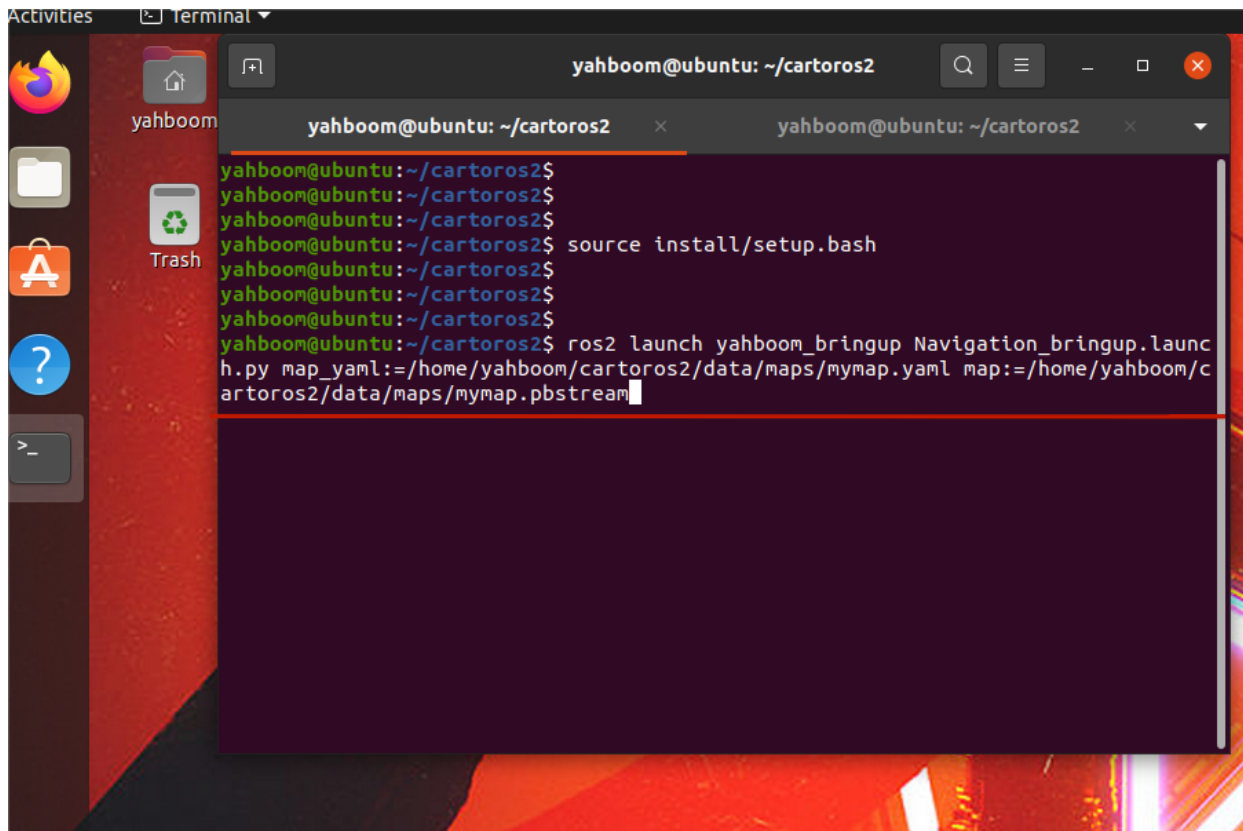 Activities
Terminal
yahboom
Trash
yahboom@ubuntu: ~/cartoros2
yahboom@ubuntu: ~/cartoros2
yahboom@ubuntu: ~/cartoros2
yahboom@ubuntu:~/cartoros2$
yahboom@ubuntu:~/cartoros2$
yahboom@ubuntu:~/cartoros2$
yahboom@ubuntu:~/cartoros2$ source install/setup.bash
yahboom@ubuntu:~/cartoros2$
yahboom@ubuntu:~/cartoros2$
yahboom@ubuntu:~/cartoros2$
yahboom@ubuntu:~/cartoros2$ ros2 launch yahboom_bringup Navigation_bringup.launc
h.py map_yaml:=/home/yahboom/cartoros2/data/maps/mymap.yaml map:=/home/yahboom/c
artoros2/data/maps/mymap.pbstream